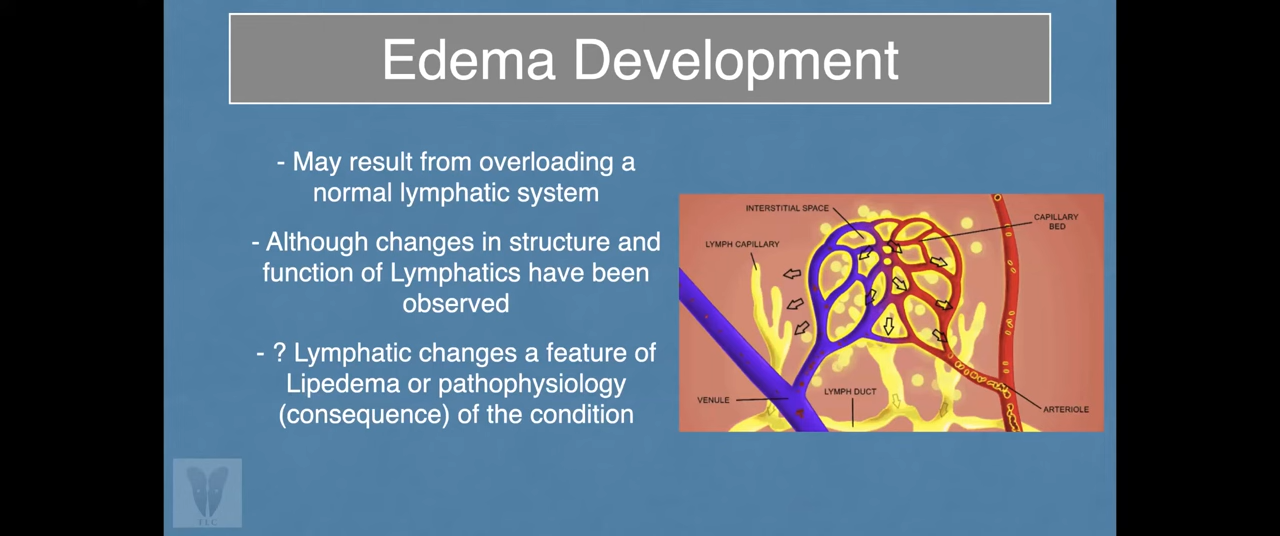 Edema Development
- May result from overloading a
normal lymphatic system
- Although changes in structure and
function of Lymphatics have been
observed
- ? Lymphatic changes a feature of
Lipedema or pathophysiology
(consequence) of the condition
INTERSTITIAL SPACE
CAPILLARY
BED
LYMPH CAPILLARY
VENULE
LYMPH DUCT
ARTERIOLE
TLC